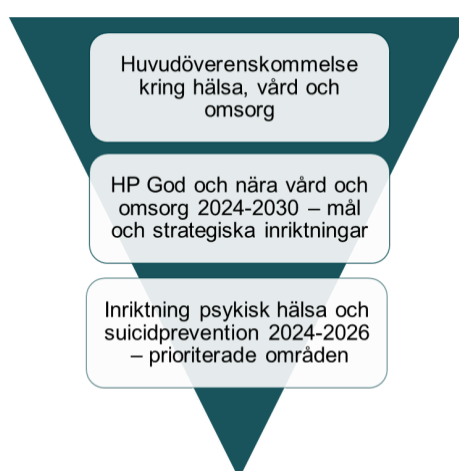 Huvudöverenskommelse
kring hälsa, vård och
omsorg
HP God och nära vård och
omsorg 2024-2030 – mål
och strategiska inriktningar
Inriktning psykisk hälsa och
suicidprevention 2024-2026
– prioriterade områden